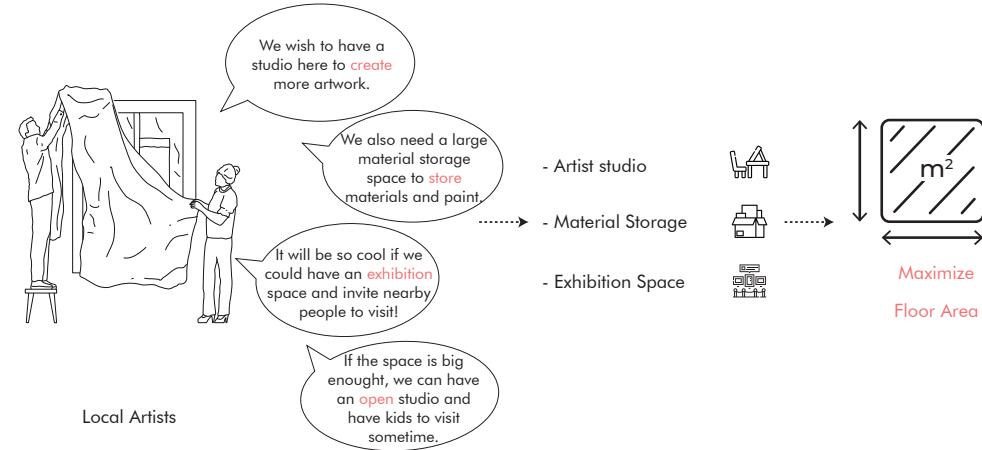 We wish to have a
studio here to create
more artwork.
We also need a large
material storage
space to store
materials and paint.
It will be so cool if we
could have an exhibition
space and invite nearby
people to visit!
If the space is big
enought, we can have
an open studio and
have kids to visit
sometime.
Local Artists
- Artist studio
- Material Storage
- Exhibition Space
m²
Maximize
Floor Area